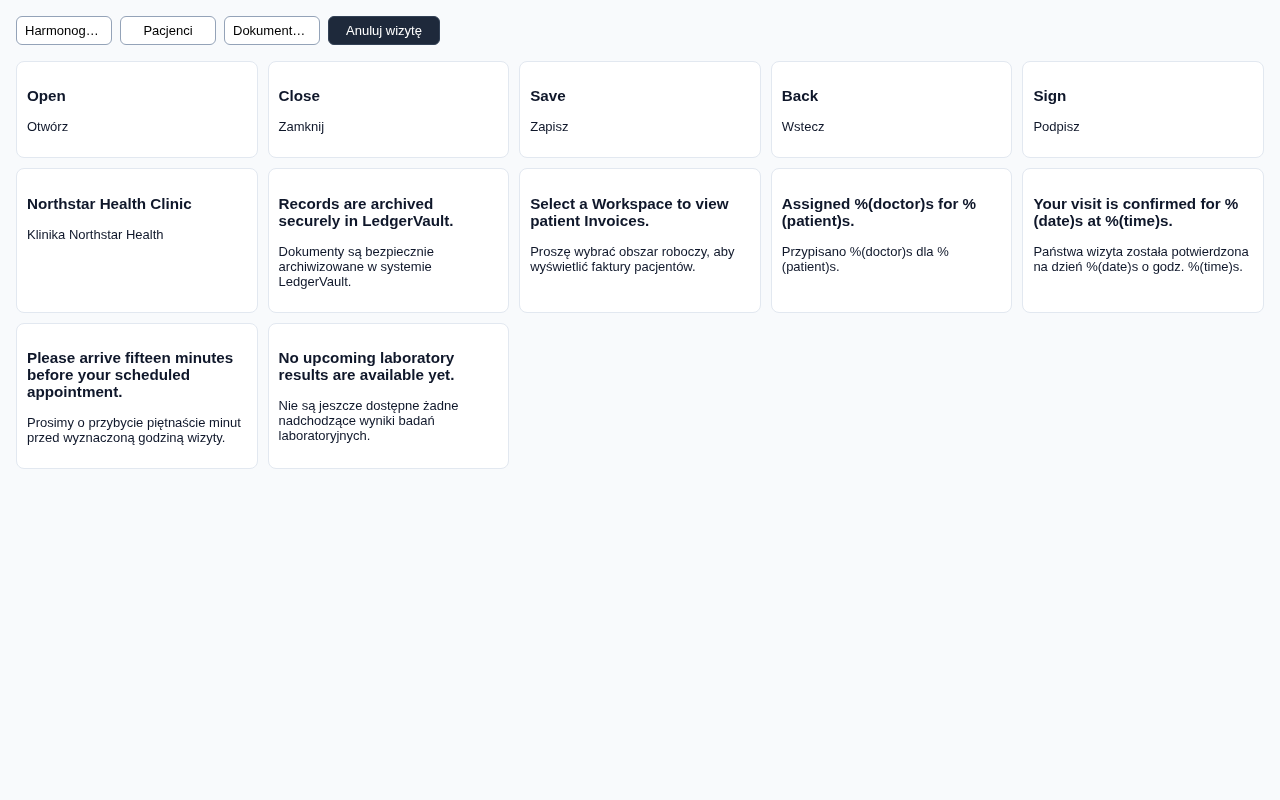 Harmonog…
Pacjenci
Dokument…
Anuluj wizytę
Open
Otwórz
Close
Zamknij
Save
Zapisz
Back
Wstecz
Sign
Podpisz
Northstar Health Clinic
Klinika Northstar Health
Records are archived
securely in LedgerVault.
Dokumenty są bezpiecznie
archiwizowane w systemie
LedgerVault.
Select a Workspace to view
patient Invoices.
Proszę wybrać obszar roboczy, aby
wyświetlić faktury pacjentów.
Assigned %(doctor)s for %
(patient)s.
Przypisano %(doctor)s dla %
(patient)s.
Your visit is confirmed for %
(date)s at %(time)s.
Państwa wizyta została potwierdzona
na dzień %(date)s o godz. %(time)s.
Please arrive fifteen minutes
before your scheduled
appointment.
Prosimy o przybycie piętnaście minut
przed wyznaczoną godziną wizyty.
No upcoming laboratory
results are available yet.
Nie są jeszcze dostępne żadne
nadchodzące wyniki badań
laboratoryjnych.